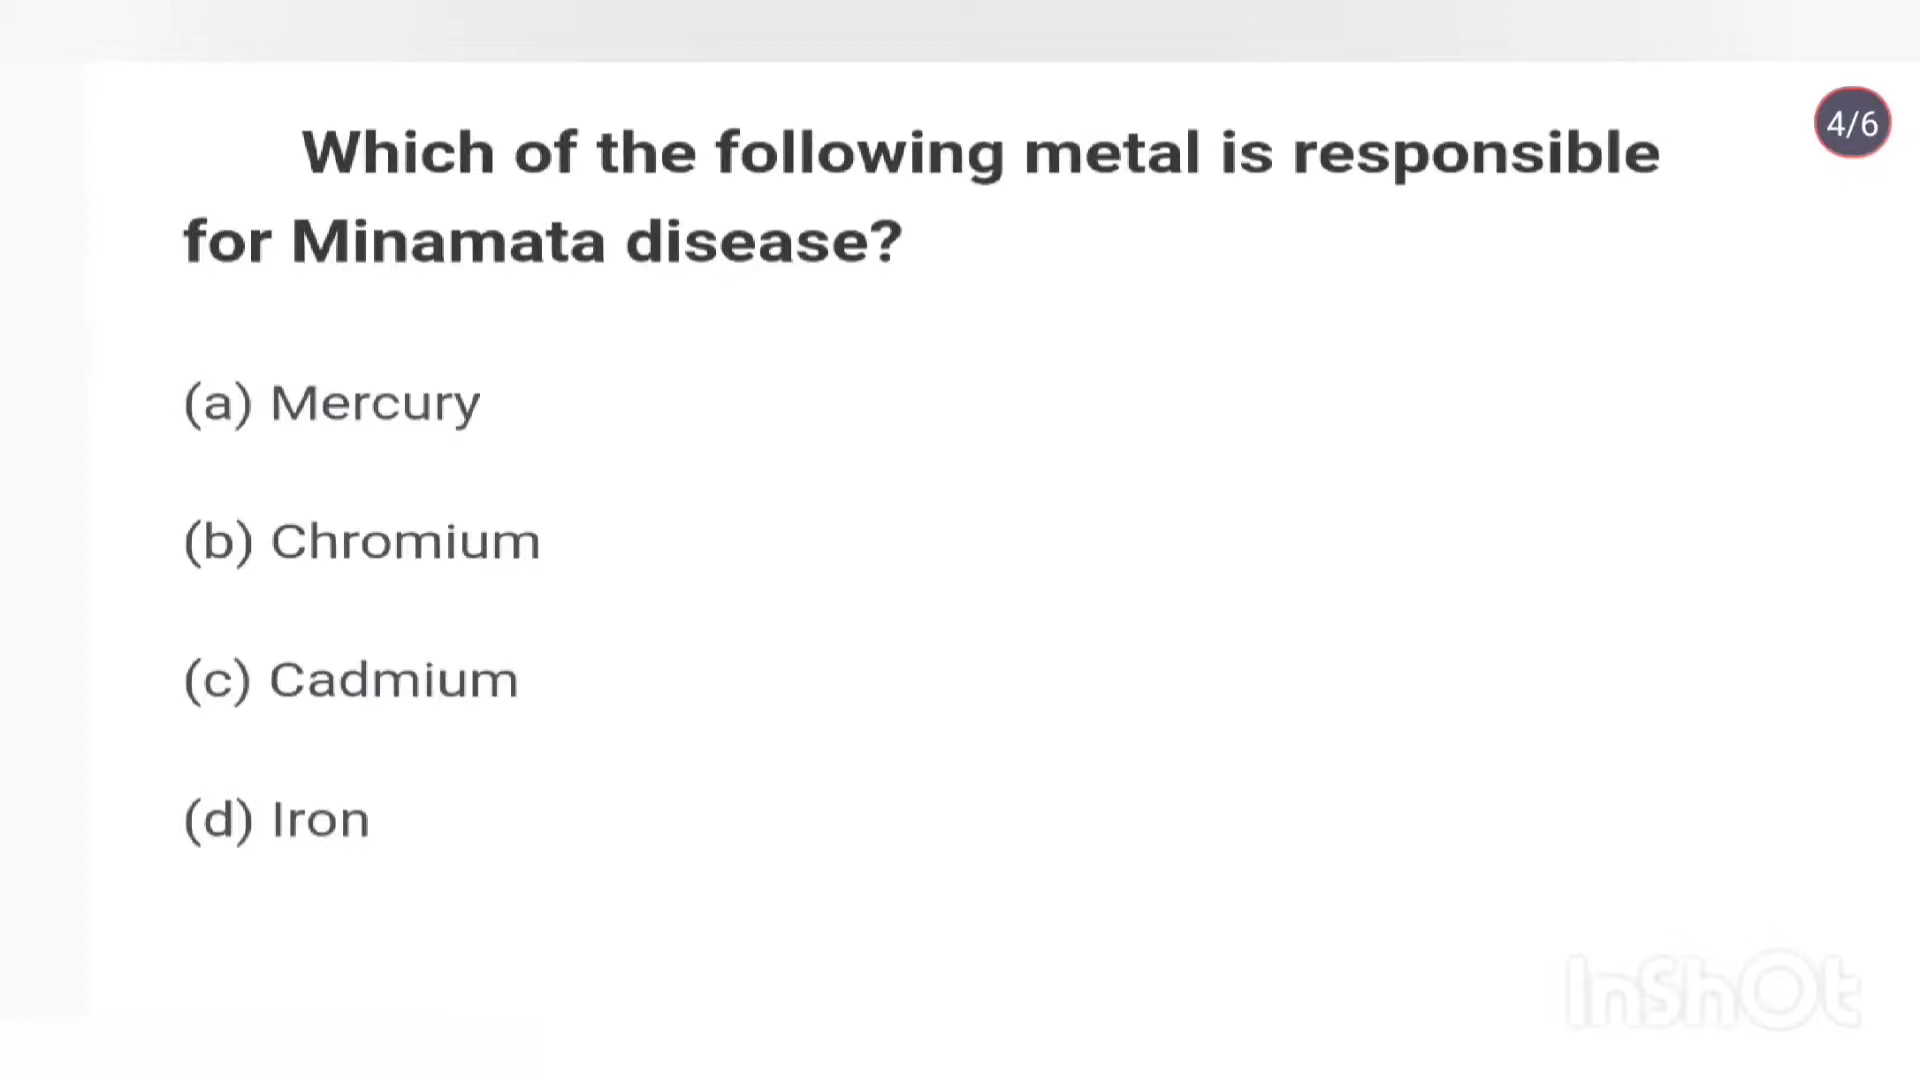 Which of the following metal is responsible
for Minamata disease?
4/6
(a) Mercury
(b) Chromium
(c) Cadmium
(d) Iron
InShOt